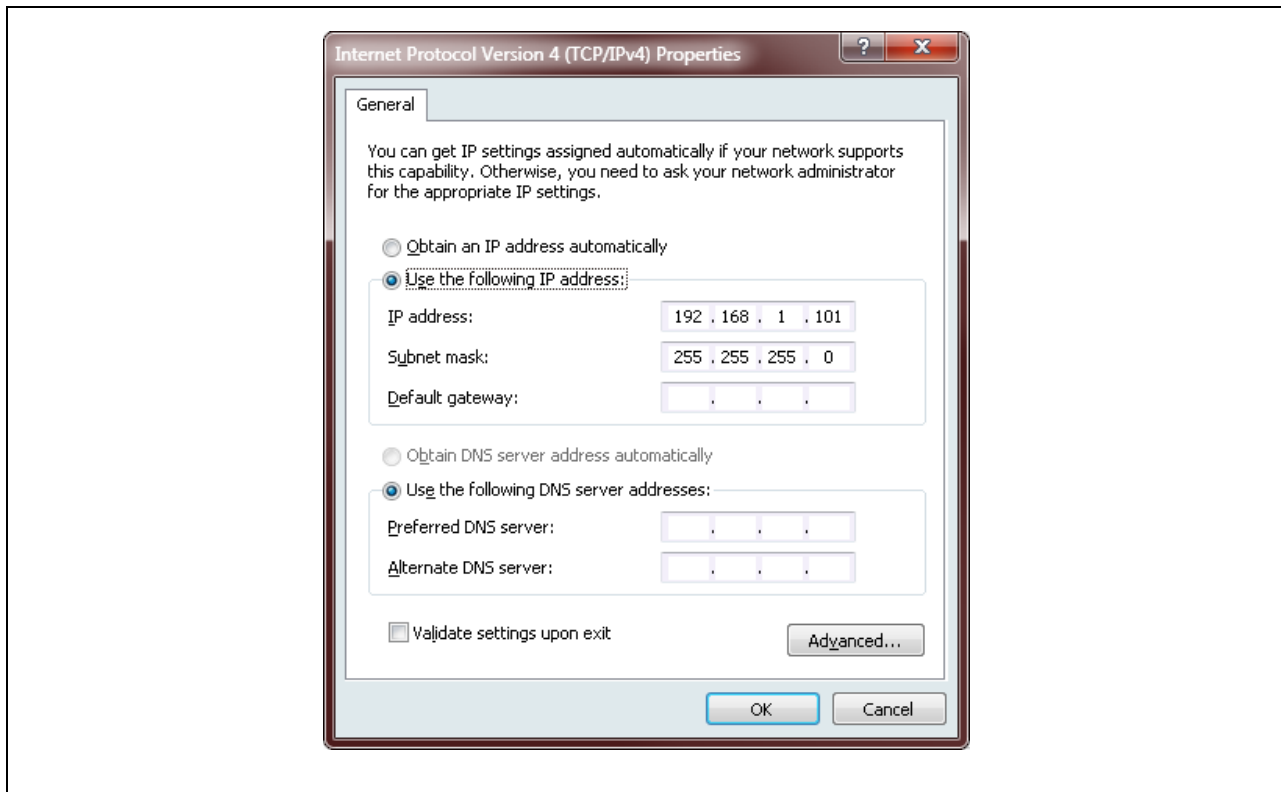 Internet Protocol Version 4 (TCP/IPv4) Properties
General
You can get IP settings assigned automatically if your network supports
this capability. Otherwise, you need to ask your network administrator
for the appropriate IP settings.
Obtain an IP address automatically
Use the following IP address:
IP address: 192 . 168 . 1 . 101
Subnet mask: 255 . 255 . 255 . 0
Default gateway: . . .
Obtain DNS server address automatically
Use the following DNS server addresses:
Preferred DNS server: . . .
Alternate DNS server: . . .
Validate settings upon exit
Advanced...
OK Cancel